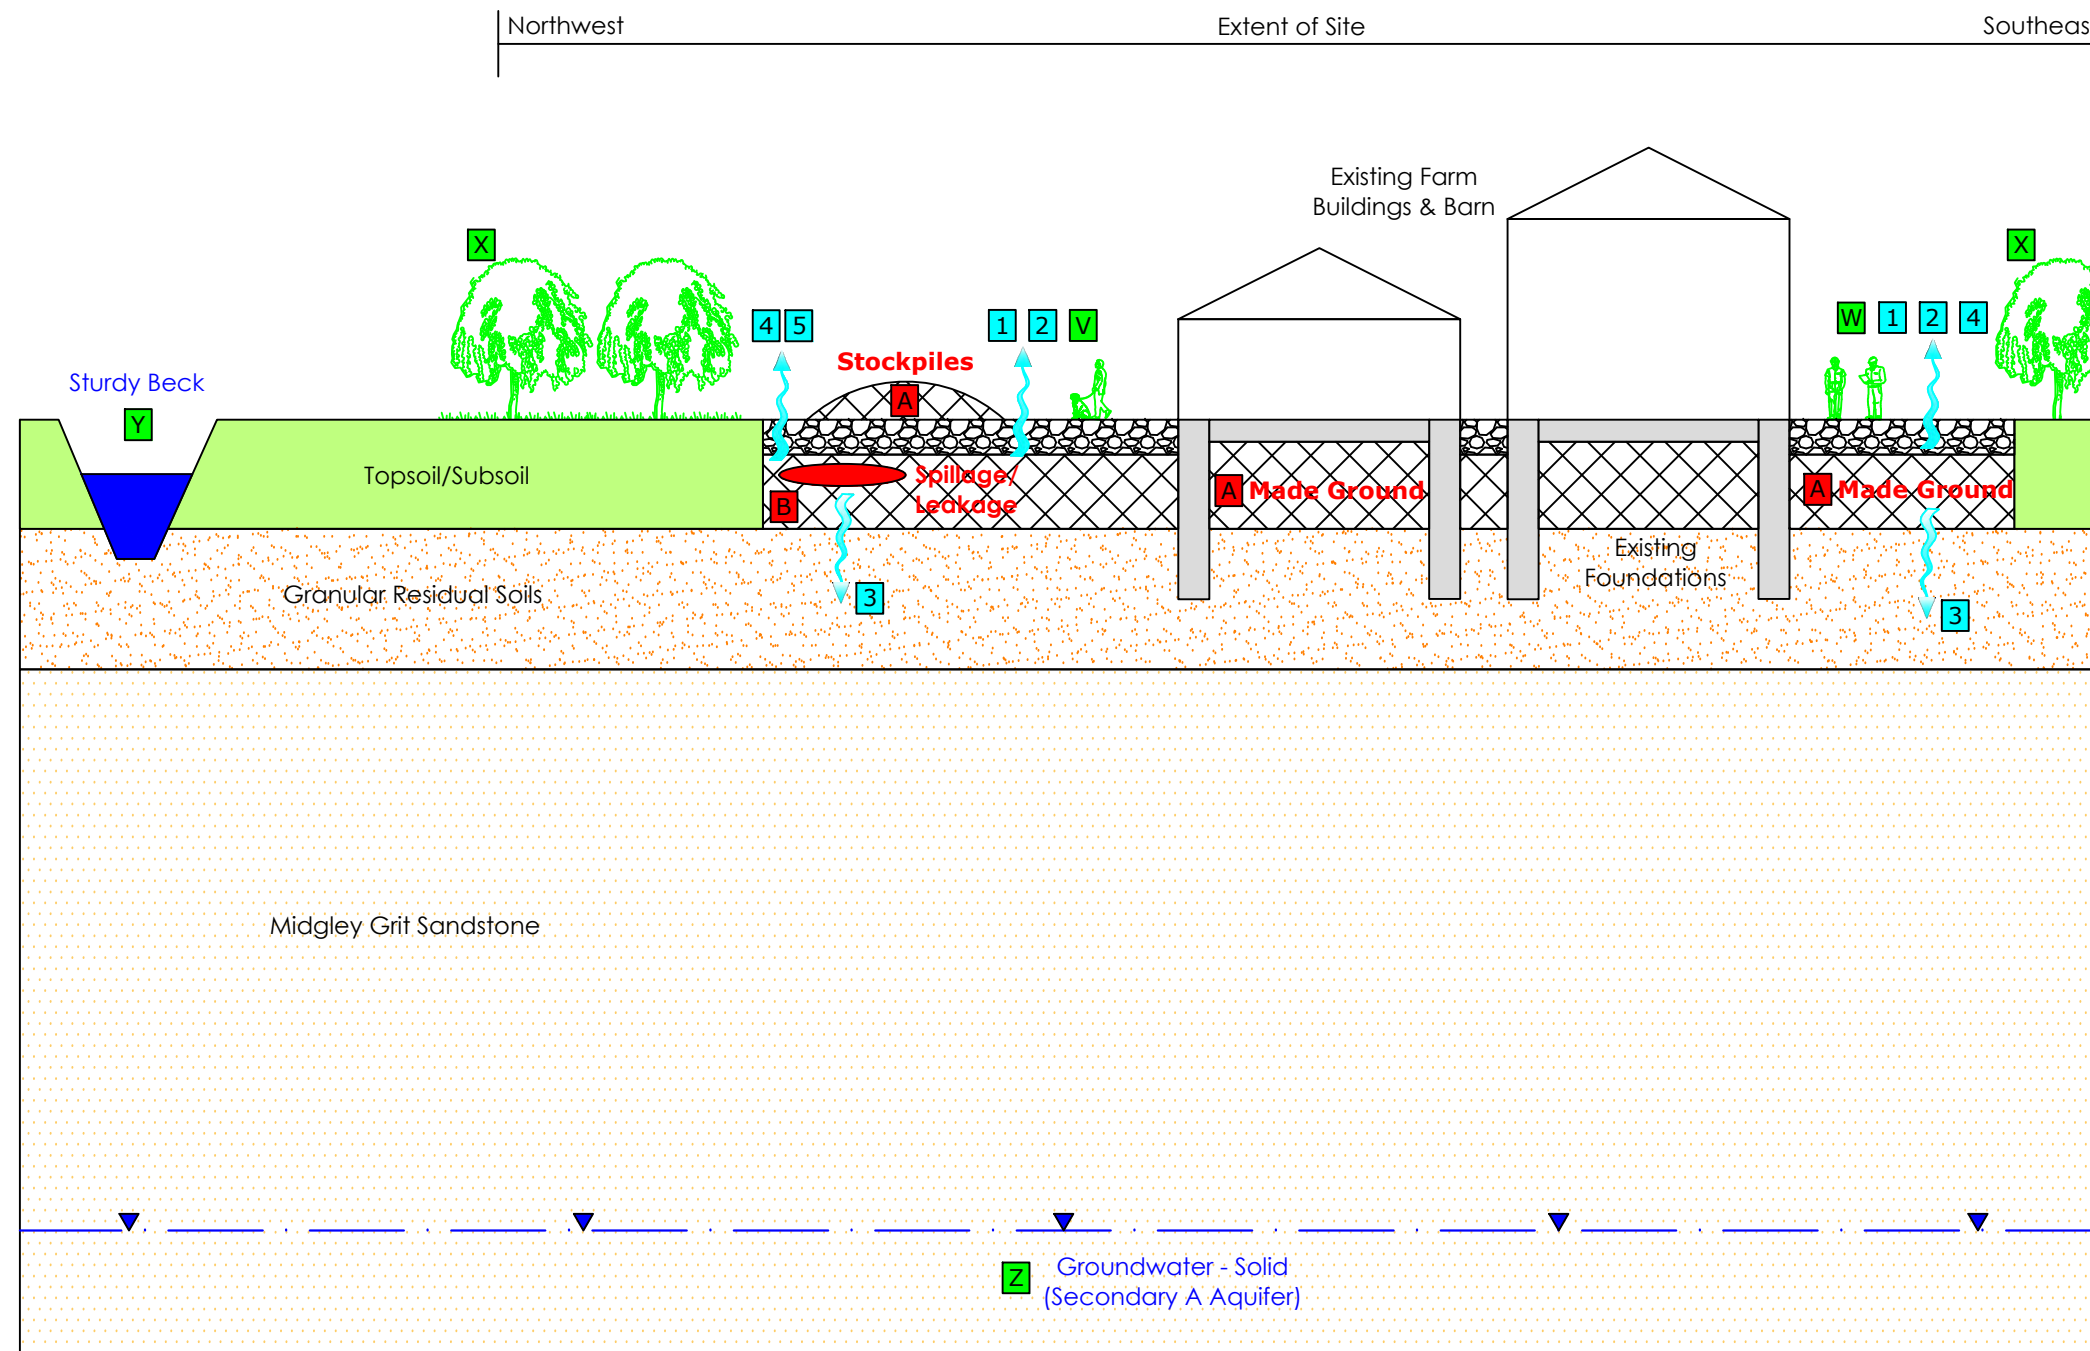 Northwest
Extent of Site
Southeas
Existing Farm
Buildings & Barn
X
X
4 5
1 2 V
W 1 2 4
Stockpiles
A
Sturdy Beck
Y
Topsoil/Subsoil
Spillage/
Leakage
B
A Made Ground
A Made Ground
Existing
Foundations
Granular Residual Soils
3
3
Midgley Grit Sandstone
Z
Groundwater - Solid
(Secondary A Aquifer)